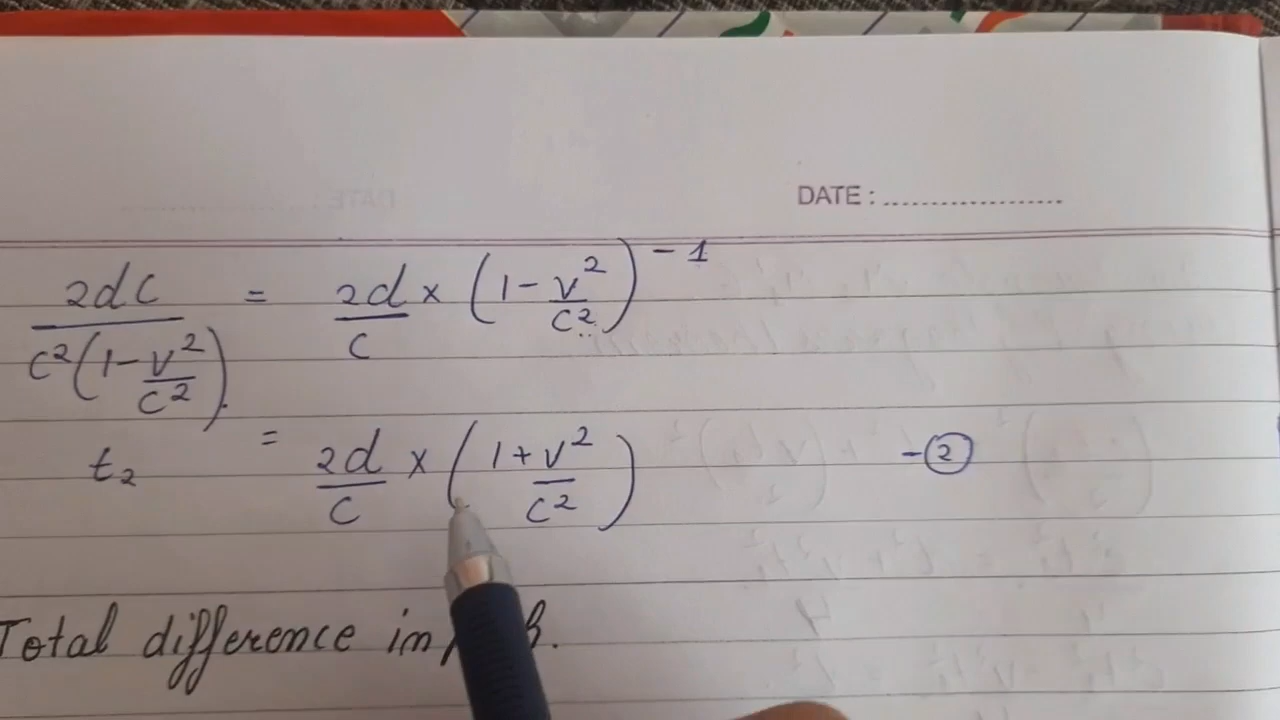 DATE : ....................
2dc / c²(1 - v²/c²) = 2d/c × (1 - v²/c²)⁻¹
t₂ = 2d/c × (1 + v²/c²) - ②
Total difference in